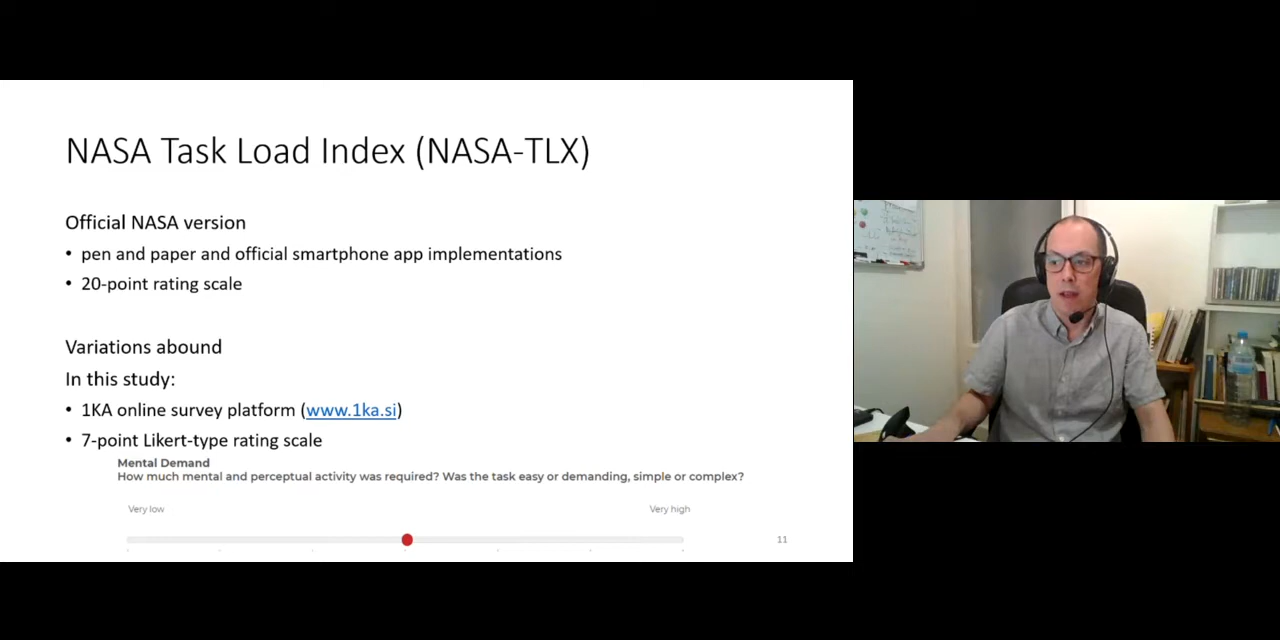 NASA Task Load Index (NASA-TLX)
Official NASA version
• pen and paper and official smartphone app implementations
• 20-point rating scale
Variations abound
In this study:
• 1KA online survey platform (www.1ka.si)
• 7-point Likert-type rating scale
Mental Demand
How much mental and perceptual activity was required? Was the task easy or demanding, simple or complex?
Very low
Very high
11